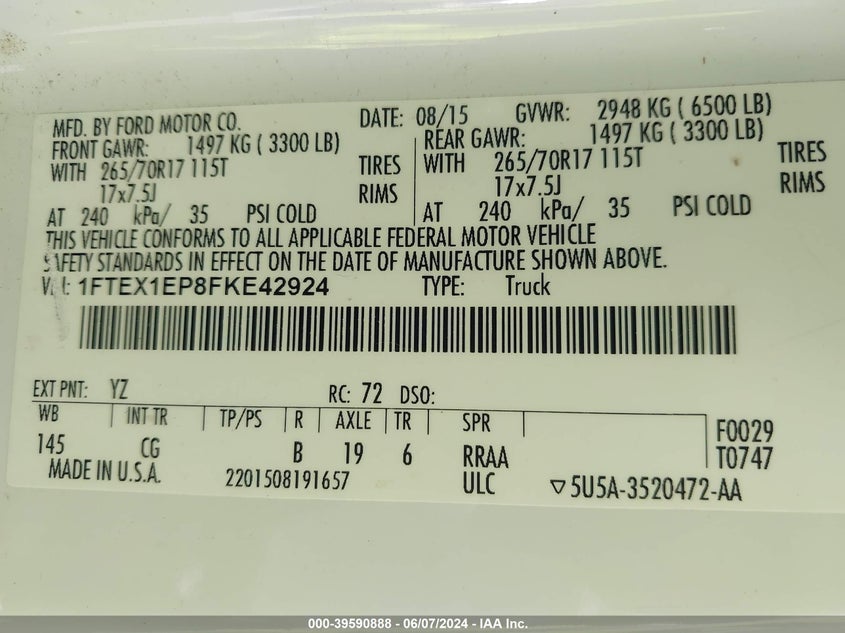 MFD. BY FORD MOTOR CO. DATE: 08/15 GVWR: 2948 KG ( 6500 LB)
FRONT GAWR: 1497 KG ( 3300 LB) REAR GAWR: 1497 KG ( 3300 LB)
WITH 265/70R17 115T TIRES WITH 265/70R17 115T TIRES
17x7.5J RIMS 17x7.5J RIMS
AT 240 kPa/ 35 PSI COLD AT 240 kPa/ 35 PSI COLD
THIS VEHICLE CONFORMS TO ALL APPLICABLE FEDERAL MOTOR VEHICLE
SAFETY STANDARDS IN EFFECT ON THE DATE OF MANUFACTURE SHOWN ABOVE.
VIN: 1FTEX1EP8FKE42924 TYPE: Truck
EXT PNT: YZ RC: 72 DSO:
WB INT TR TP/PS R AXLE TR SPR F0029
145 CG B 19 6 RRAA T0747
MADE IN U.S.A. 2201508191657 ULC ▽5U5A-3520472-AA
000-39590888 - 06/07/2024 - IAA Inc.